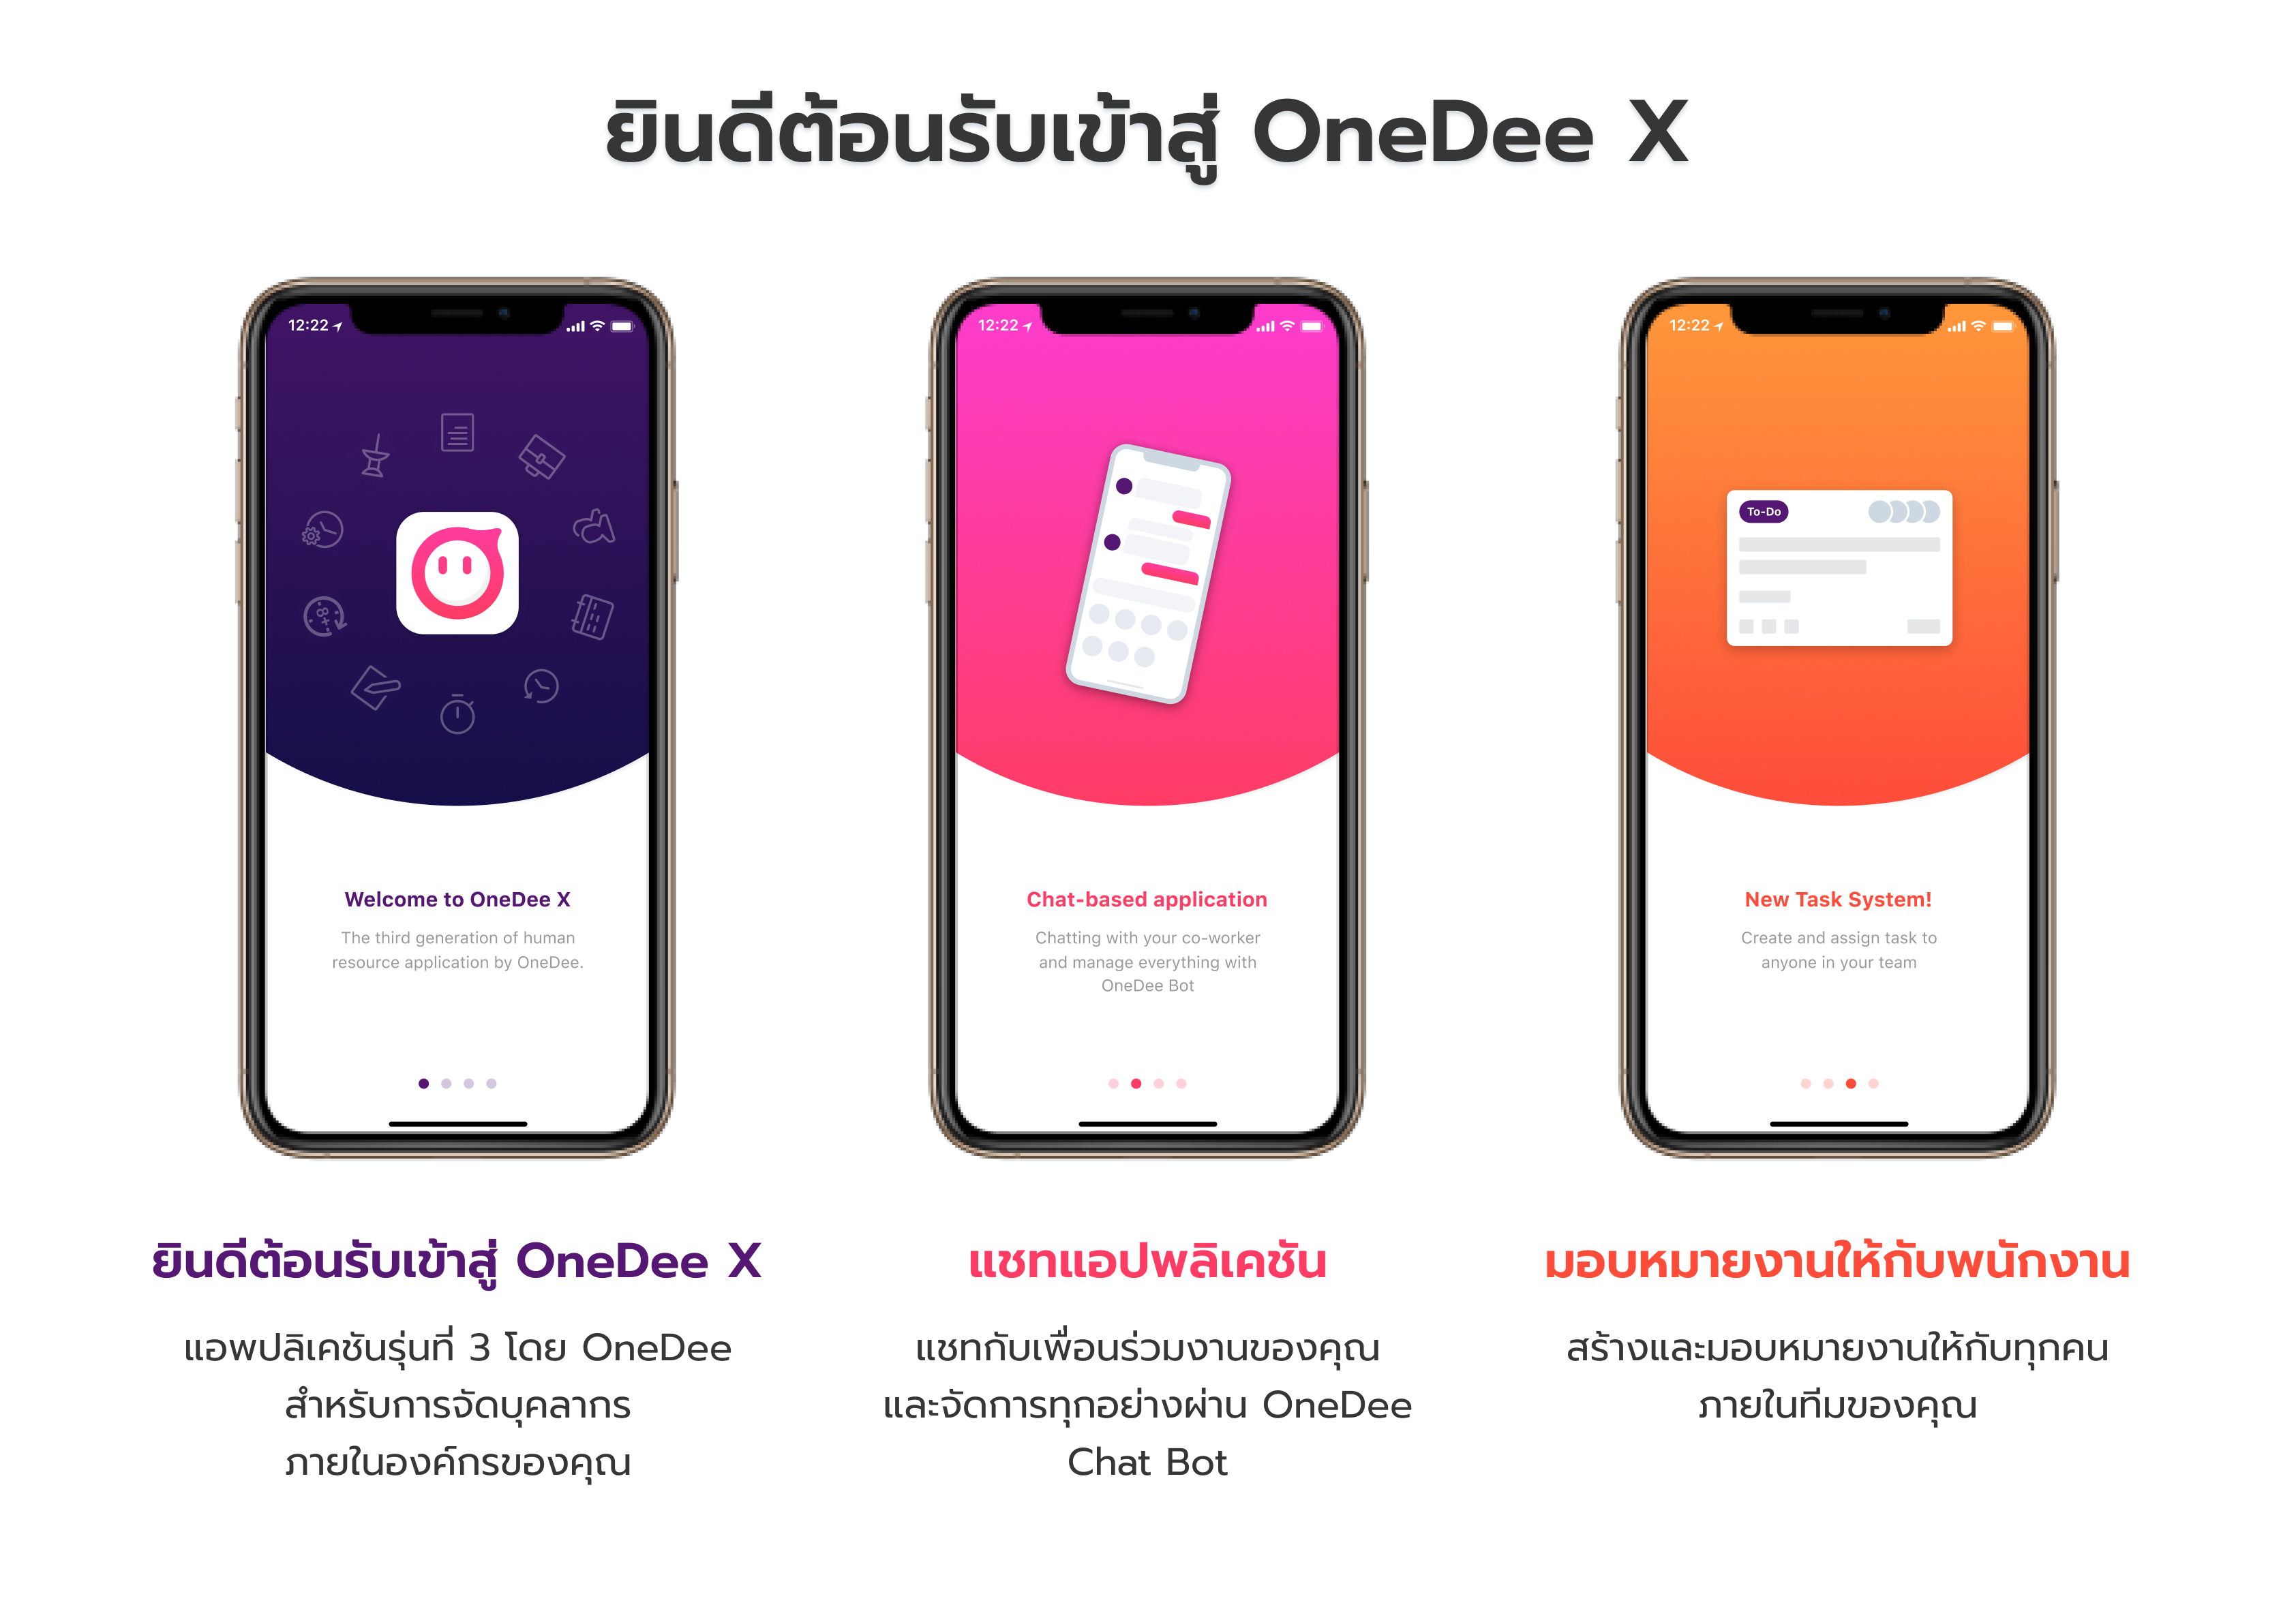 ยินดีต้อนรับเข้าสู่ OneDee X
12:22
Welcome to OneDee X
The third generation of human
resource application by OneDee.
ยินดีต้อนรับเข้าสู่ OneDee X
แอพปลิเคชันรุ่นที่ 3 โดย OneDee
สำหรับการจัดบุคลากร
ภายในองค์กรของคุณ
12:22
Chat-based application
Chatting with your co-worker
and manage everything with
OneDee Bot
แชทแอปพลิเคชัน
แชทกับเพื่อนร่วมงานของคุณ
และจัดการทุกอย่างผ่าน OneDee
Chat Bot
12:22
To-Do
New Task System!
Create and assign task to
anyone in your team
มอบหมายงานให้กับพนักงาน
สร้างและมอบหมายงานให้กับทุกคน
ภายในทีมของคุณ